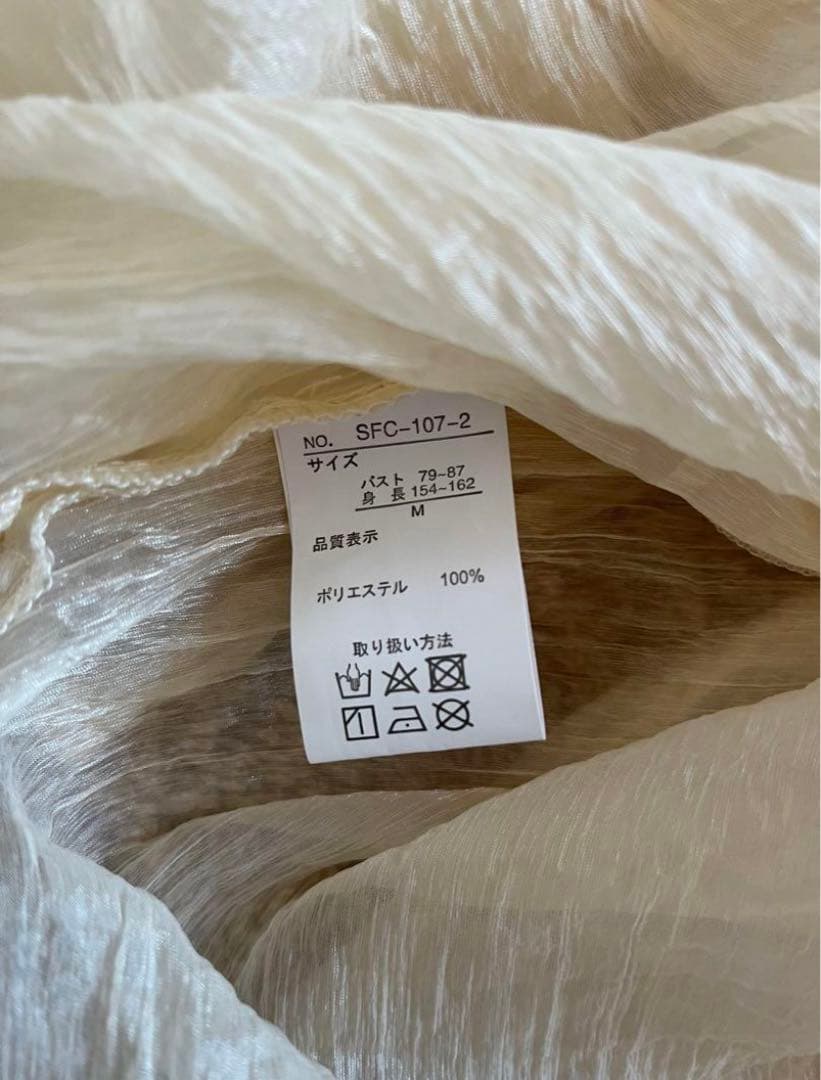 NO. SFC-107-2
サイズ
バスト 79~87
身 長 154~162
M
品質表示
ポリエステル 100%
取り扱い方法